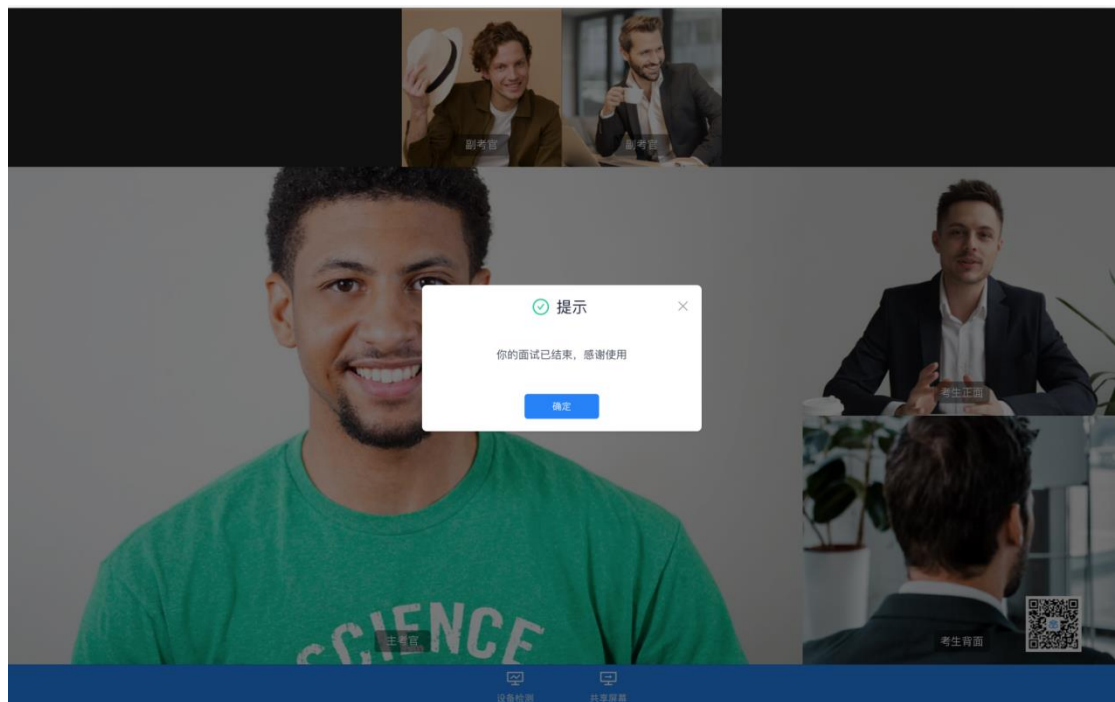 副考官
副考官
提示
你的面试已结束，感谢使用
确定
考生正面
SCIENCE
主考官
考生背面
设备检测
共享屏幕